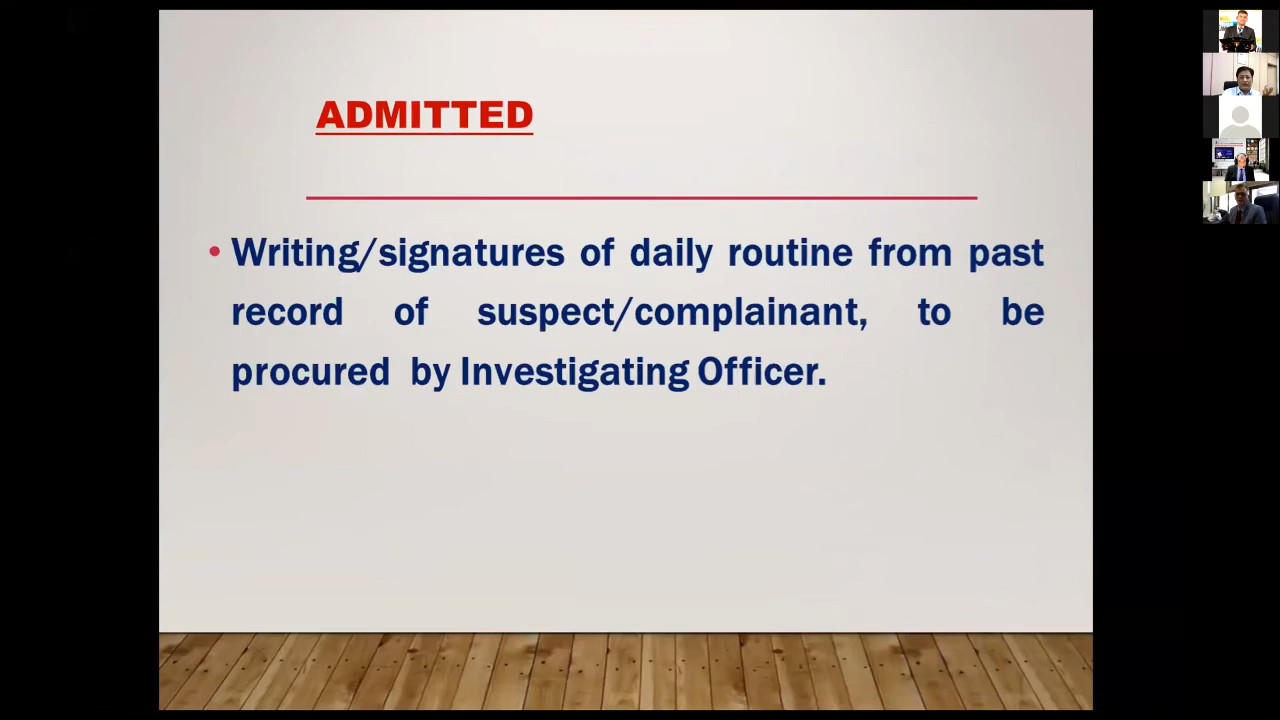 ADMITTED
• Writing/signatures of daily routine from past
record of suspect/complainant, to be
procured by Investigating Officer.